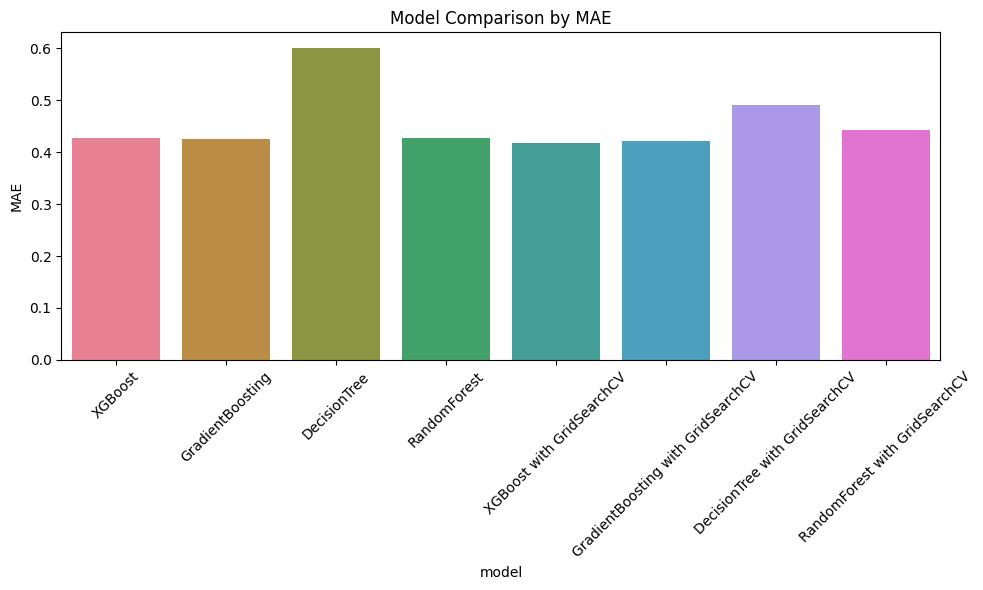 Model Comparison by MAE
MAE
0.6
0.5
0.4
0.3
0.2
0.1
0.0
XGBoost
GradientBoosting
DecisionTree
RandomForest
XGBoost with GridSearchCV
GradientBoosting with GridSearchCV
DecisionTree with GridSearchCV
RandomForest with GridSearchCV
model